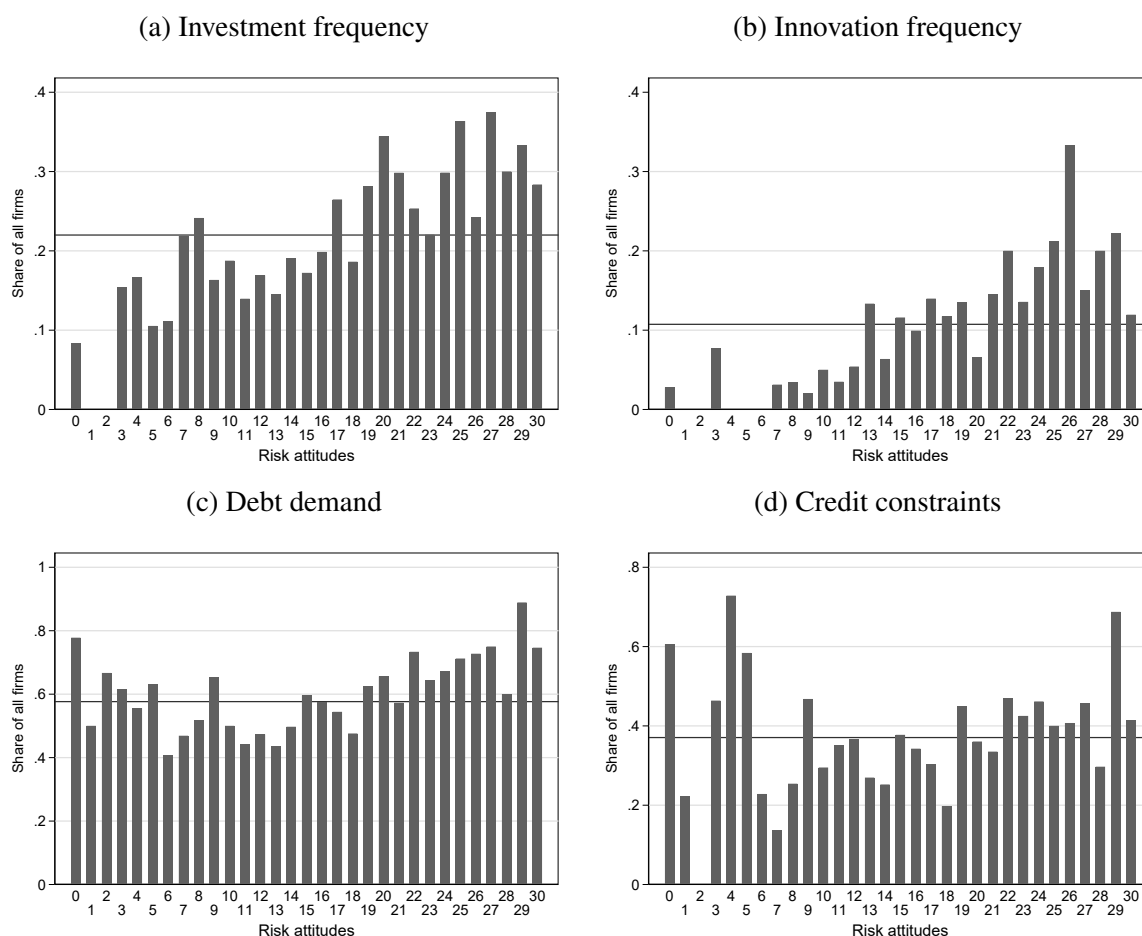 (a) Investment frequency
Share of all firms
.4
.3
.2
.1
0
0 2 4 6 8 10 12 14 16 18 20 22 24 26 28 30
1 3 5 7 9 11 13 15 17 19 21 23 25 27 29
Risk attitudes
(b) Innovation frequency
Share of all firms
.4
.3
.2
.1
0
0 2 4 6 8 10 12 14 16 18 20 22 24 26 28 30
1 3 5 7 9 11 13 15 17 19 21 23 25 27 29
Risk attitudes
(c) Debt demand
Share of all firms
1
.8
.6
.4
.2
0
0 2 4 6 8 10 12 14 16 18 20 22 24 26 28 30
1 3 5 7 9 11 13 15 17 19 21 23 25 27 29
Risk attitudes
(d) Credit constraints
Share of all firms
.8
.6
.4
.2
0
0 2 4 6 8 10 12 14 16 18 20 22 24 26 28 30
1 3 5 7 9 11 13 15 17 19 21 23 25 27 29
Risk attitudes